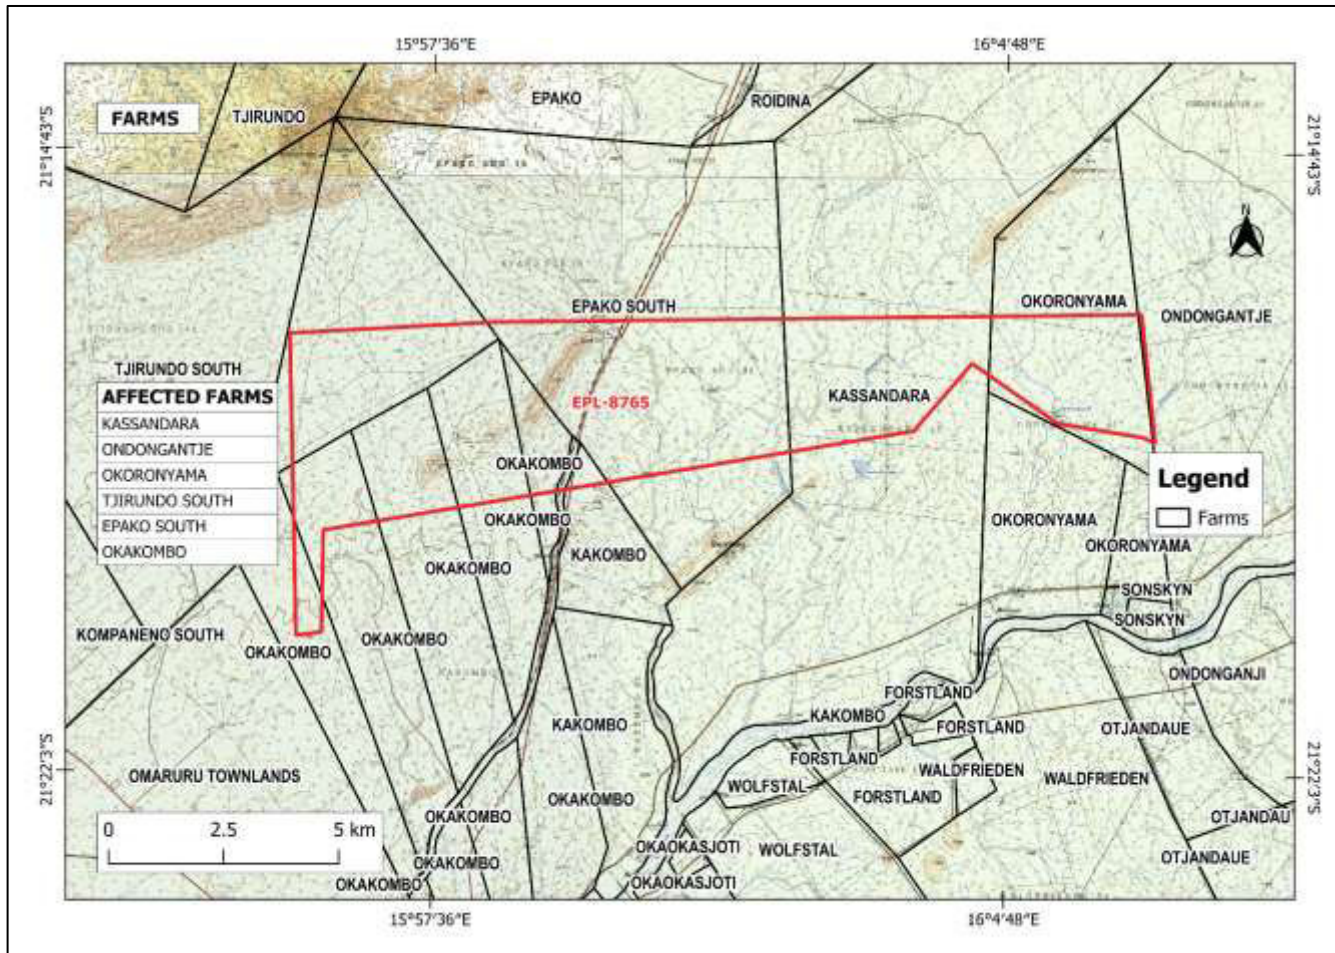 15°57'36"E
16°4'48"E
21°14'43"S
21°14'43"S
FARMS
TJIRUNDO
EPAKO
ROIDINA
N
EPAKO SOUTH
OKORONYAMA
ONDONGANTJE
TJIRUNDO SOUTH
AFFECTED FARMS
KASSANDARA
ONDONGANTJE
OKORONYAMA
TJIRUNDO SOUTH
EPAKO SOUTH
OKAKOMBO
EPL-8765
KASSANDARA
OKAKOMBO
Legend
Farms
OKAKOMBO
OKORONYAMA
OKORONYAMA
KAKOMBO
OKAKOMBO
SONSKYN
SONSKYN
KOMPANENO SOUTH
OKAKOMBO
OKAKOMBO
ONDONGANJI
FORSTLAND
KAKOMBO
KAKOMBO
FORSTLAND
OTJANDAUE
FORSTLAND
WALDFRIEDEN
WALDFRIEDEN
OMARURU TOWNLANDS
WOLFSTAL
FORSTLAND
OKAKOMBO
OKAKOMBO
OTJANDAU
0 2.5 5 km
OKAOKASJOTI
WOLFSTAL
OTJANDAUE
OKAKOMBO
OKAKOMBO
OKAOKASJOTI
21°22'3"S
21°22'3"S
15°57'36"E
16°4'48"E